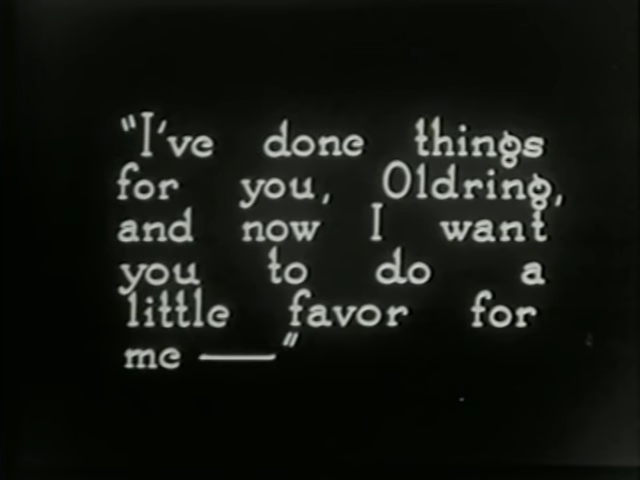 "I've done things
for you, Oldring,
and now I want
you to do a
little favor for
me ——"